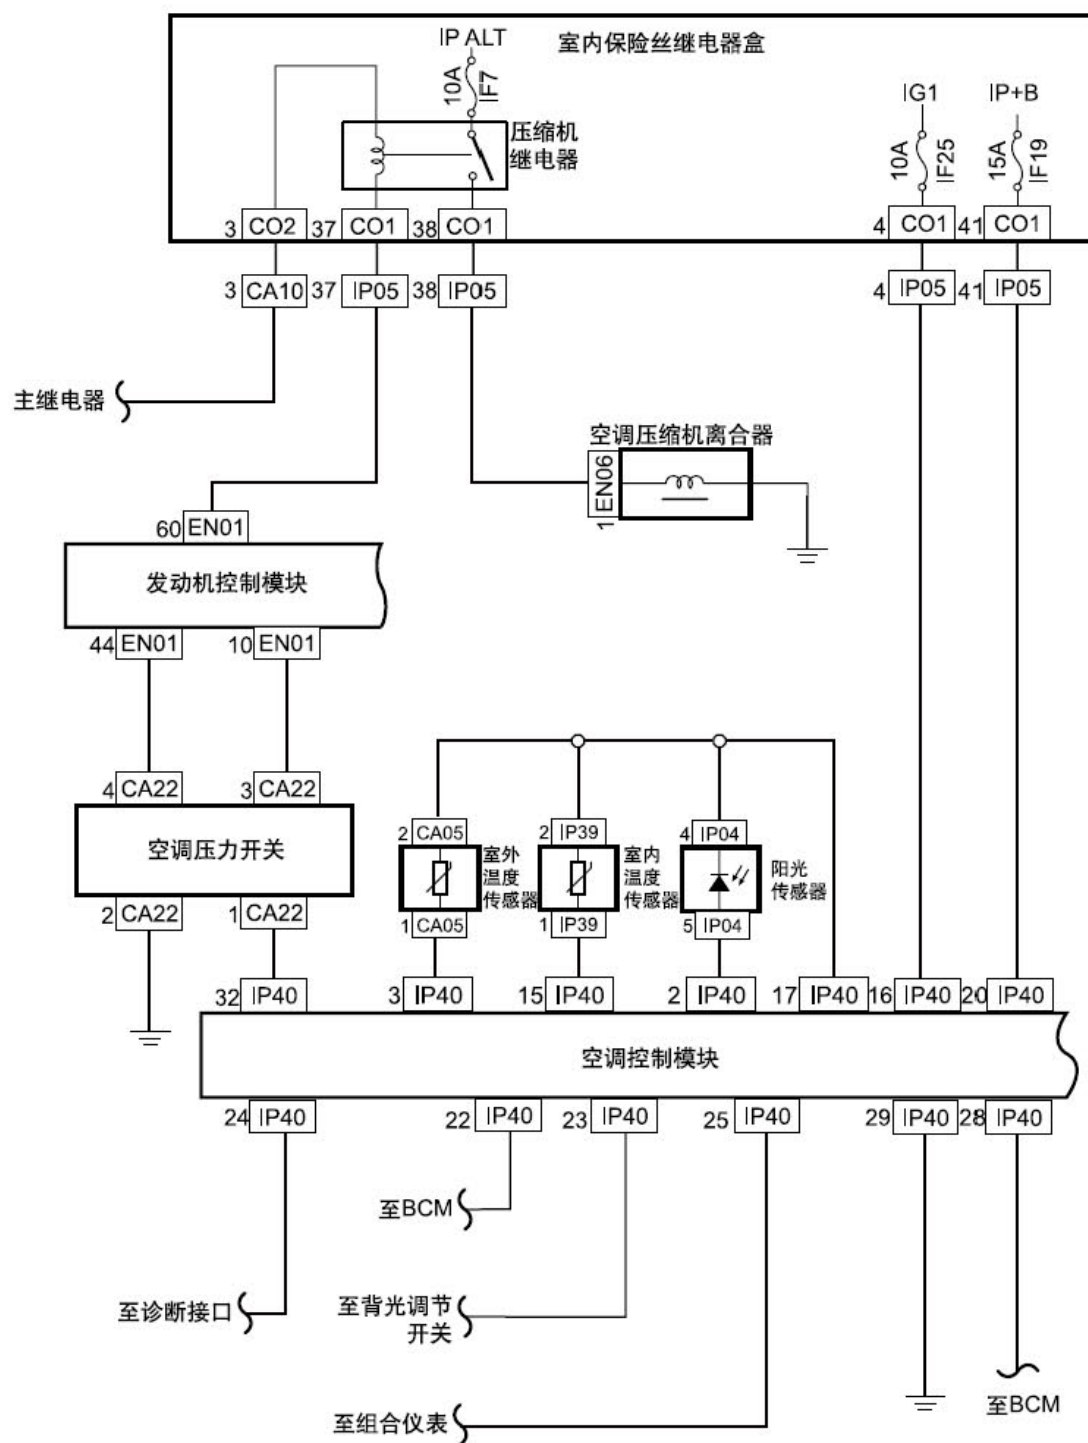 IP ALT
室内保险丝继电器盒
10A
IF7
IG1
IP+B
10A
IF25
15A
IF19
压缩机
继电器
3 CO2 37 CO1 38 CO1 4 CO1 41 CO1
3 CA10 37 IP05 38 IP05 4 IP05 41 IP05
主继电器
空调压缩机离合器
1 EN06
60 EN01
发动机控制模块
44 EN01 10 EN01
4 CA22 3 CA22
空调压力开关
2 CA22 1 CA22
2 CA05 2 IP39 4 IP04
室外
温度
传感器
室内
温度
传感器
阳光
传感器
1 CA05 1 IP39 5 IP04
32 IP40 3 IP40 15 IP40 2 IP40 17 IP40 16 IP40 20 IP40
空调控制模块
24 IP40 22 IP40 23 IP40 25 IP40 29 IP40 28 IP40
至BCM
至诊断接口
至背光调节
开关
至组合仪表
至BCM